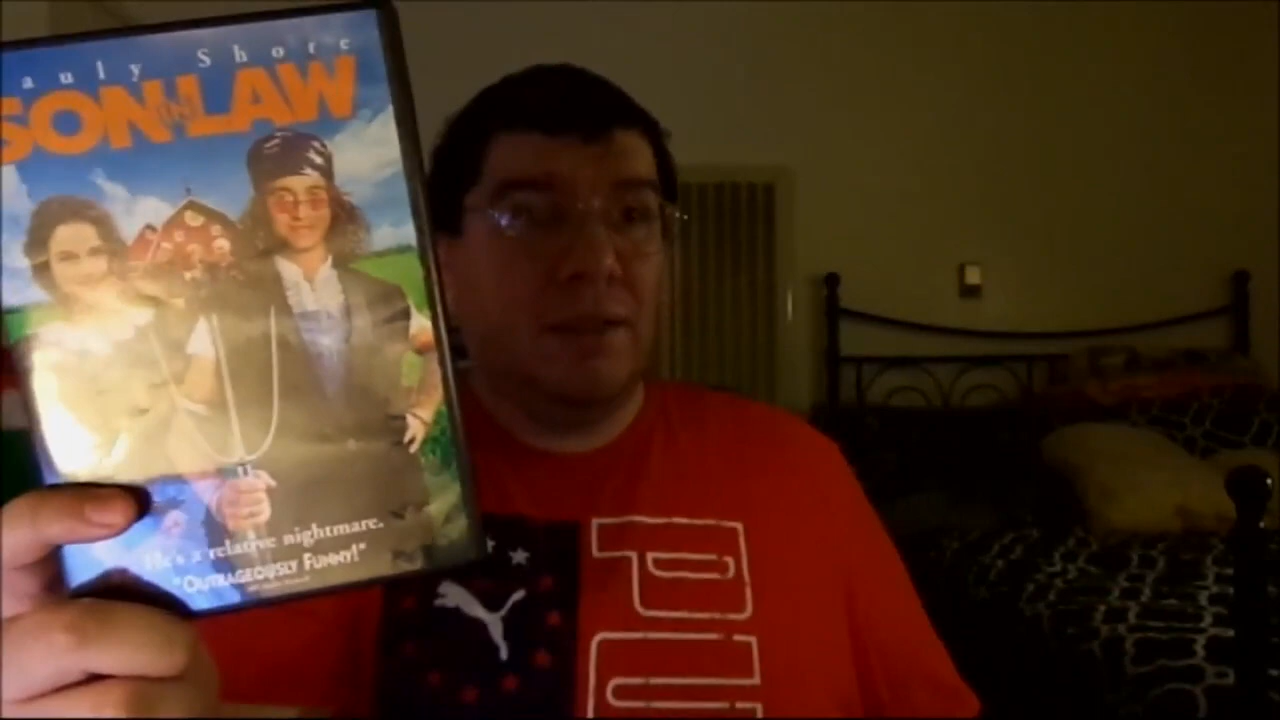 auly Shore
SON IN LAW
He's a relative nightmare.
"OUTRAGEOUSLY FUNNY!"
PU